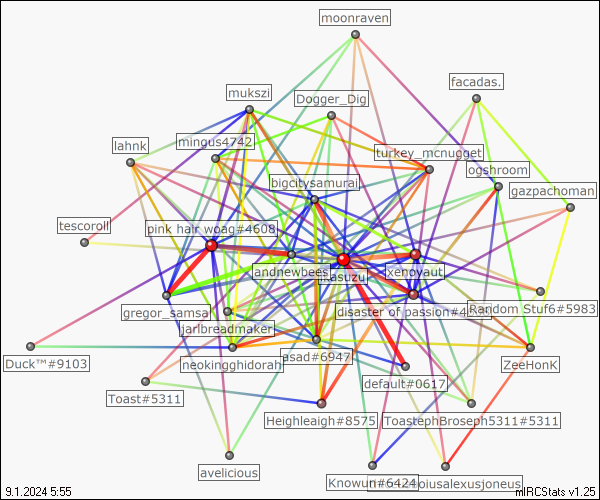 moonraven
facadas.
mukszi
Dogger_Dig
mingus4742
lahnk
turkey_mcnugget
ogshroom
bigcitysamurai
gazpachoman
tescoroll
pink hair woag#4608
andnewbees
xenoyaut
gregor_samsa
disaster of passion#4
Random Stuf6#5983
jarlbreadmaker
Duck™#9103
neokingghidorah
asad#6947
ZeeHonK
default#0617
Toast#5311
Heighleaigh#8575
ToastephBroseph5311#5311
avelicious
Knowun#6424
oiusalexusjoneus
9.1.2024 5:55
mIRCStats v1.25